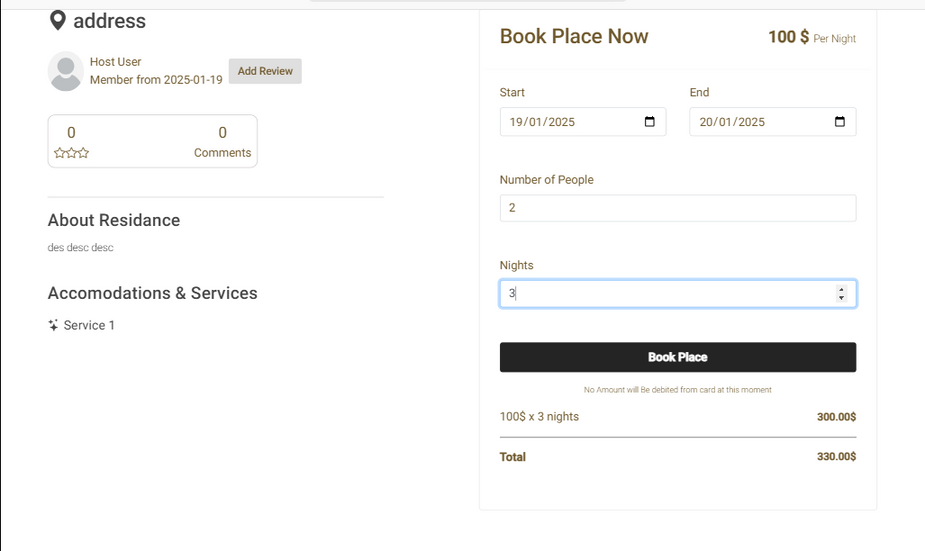 address
Host User
Member from 2025-01-19
Add Review
0
0
Comments
About Residance
des desc desc
Accomodations & Services
Service 1
Book Place Now
100 $ Per Night
Start
End
19/01/2025
20/01/2025
Number of People
2
Nights
3
Book Place
No Amount will Be debited from card at this moment
100$ x 3 nights
300.00$
Total
330.00$